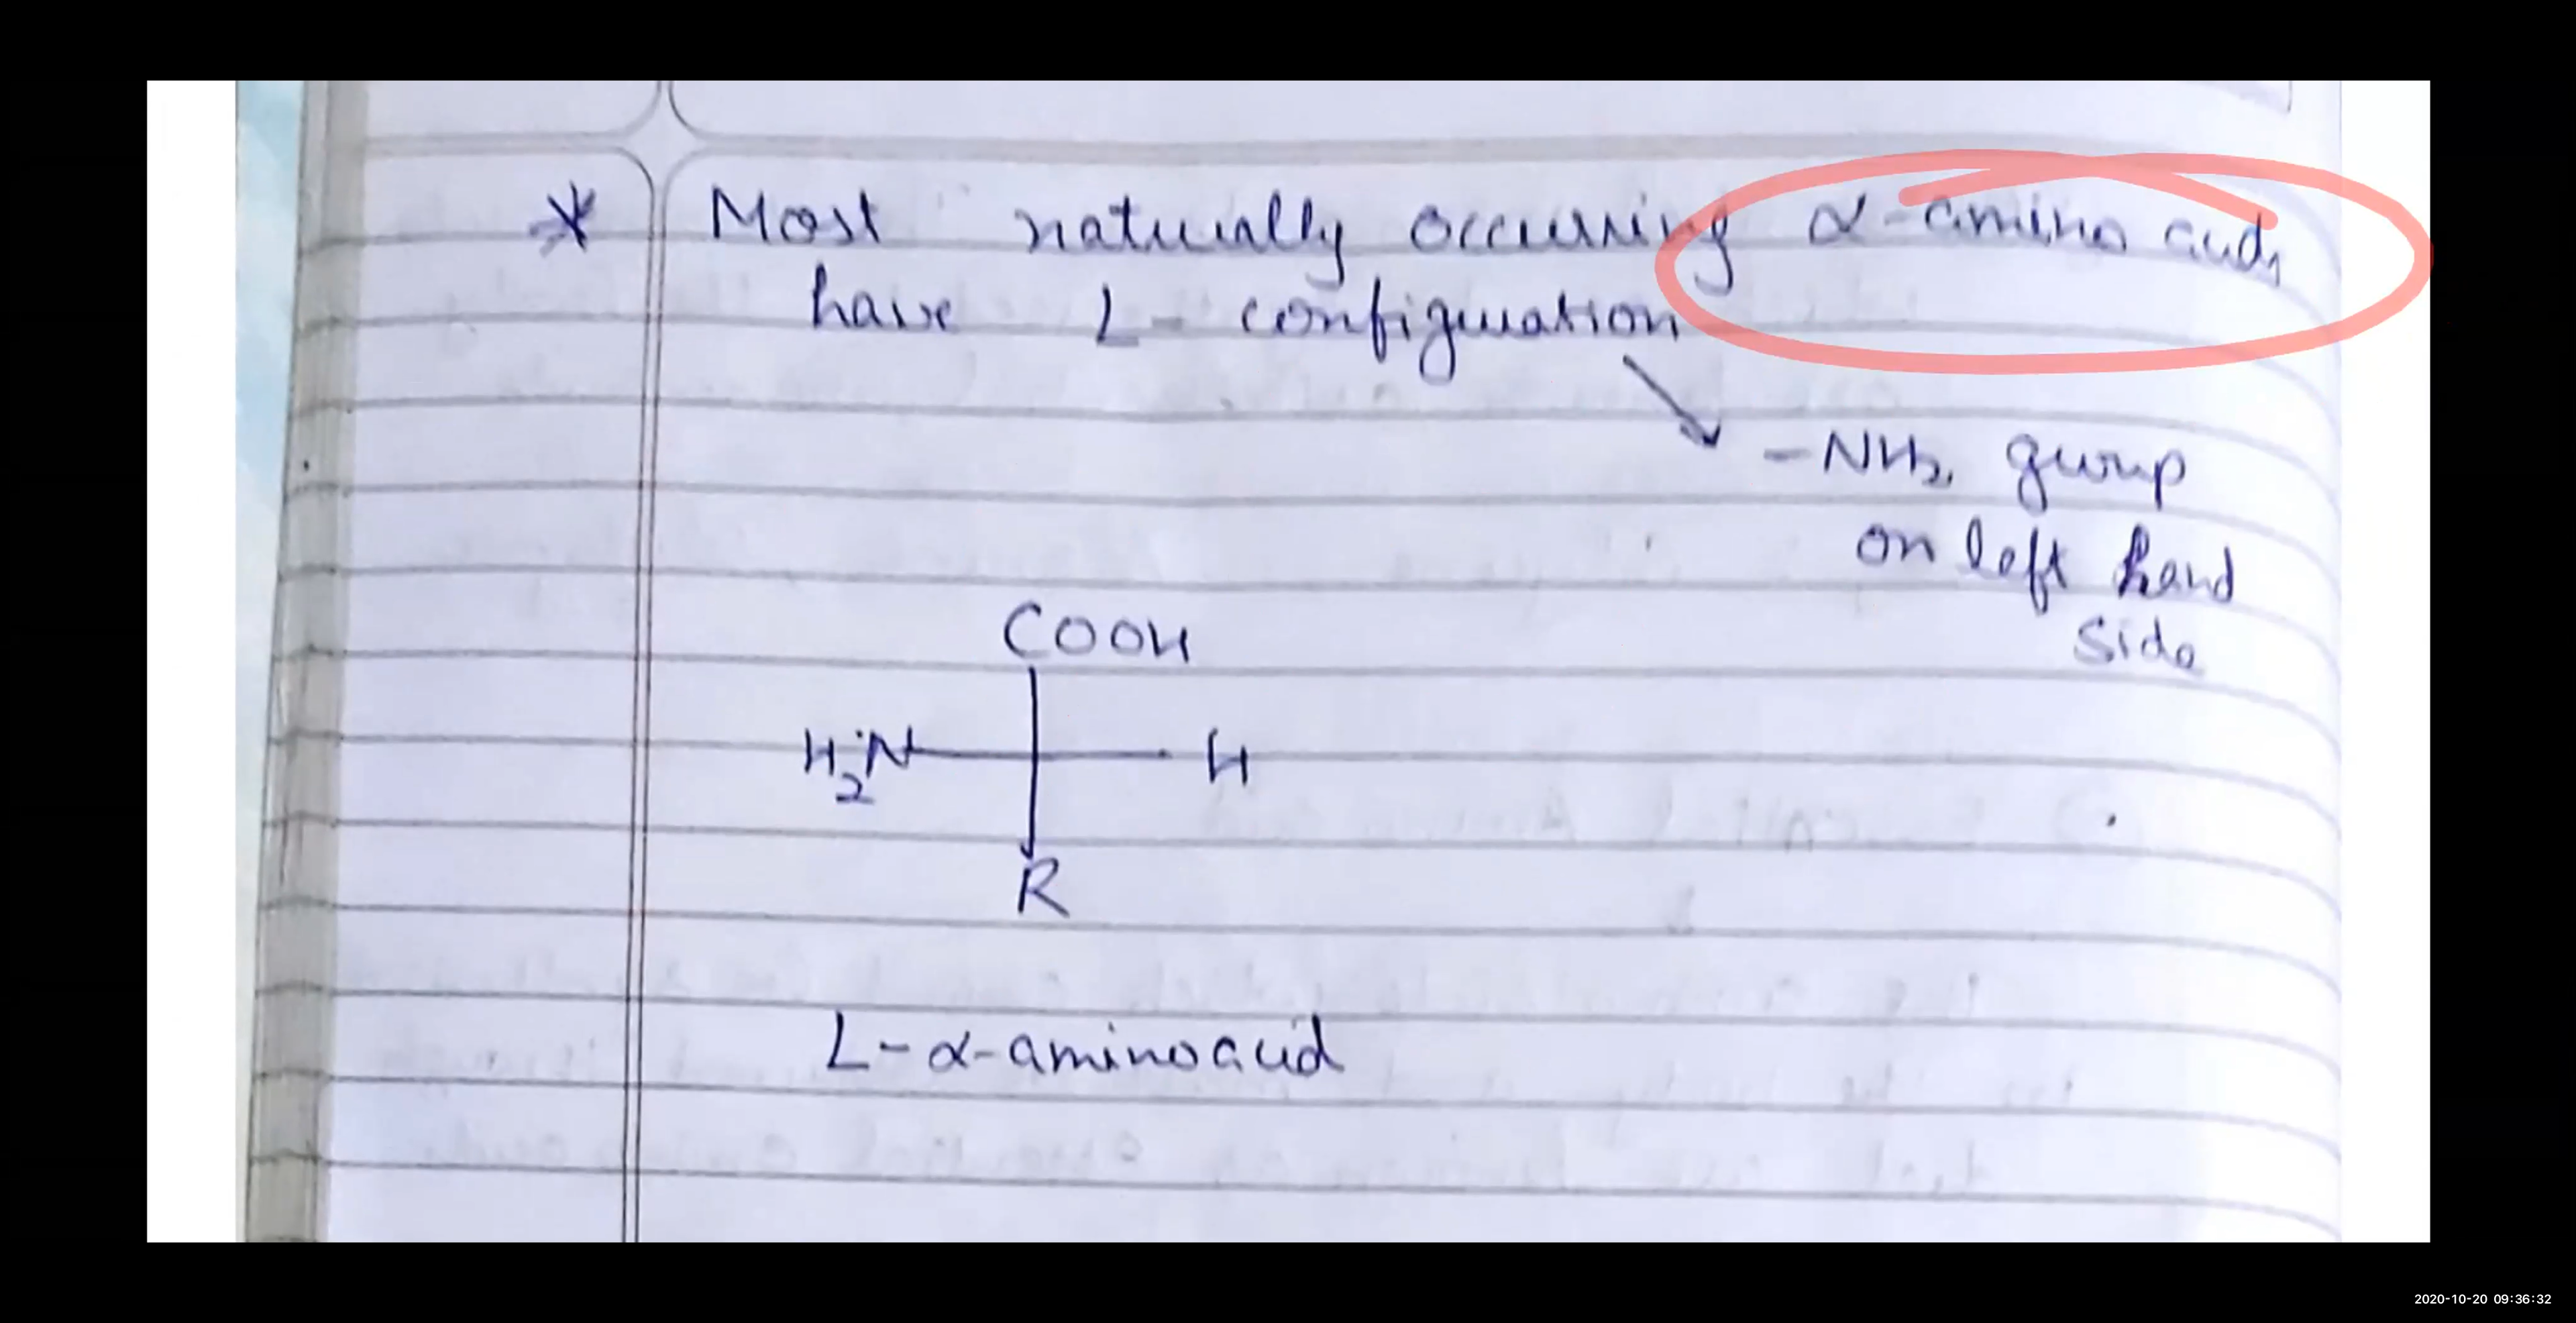 * Most naturally occurring α-amino acids
have L- configuration
-NH2 group
on left hand
side
COOH
H2N H
R
L-α-aminoacid
2020-10-20 09:36:32